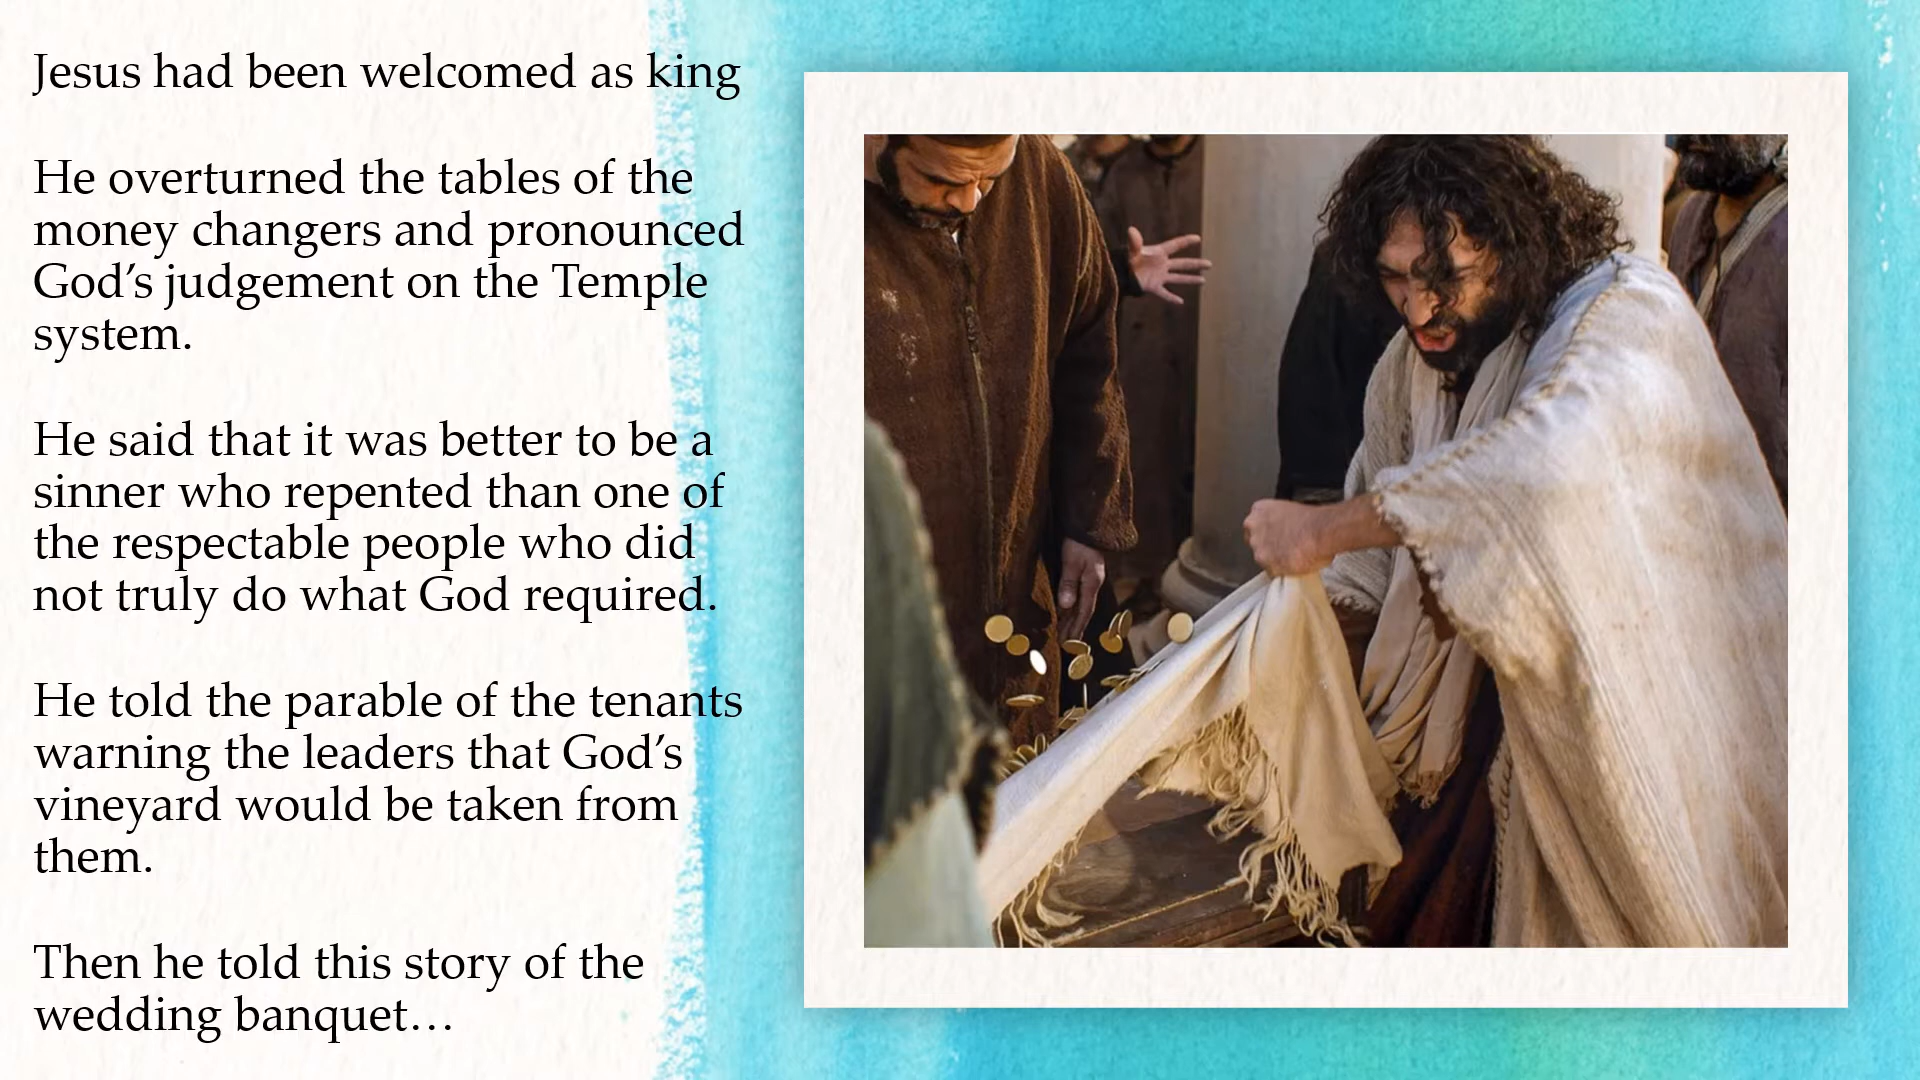 Jesus had been welcomed as king
He overturned the tables of the
money changers and pronounced
God’s judgement on the Temple
system.
He said that it was better to be a
sinner who repented than one of
the respectable people who did
not truly do what God required.
He told the parable of the tenants
warning the leaders that God’s
vineyard would be taken from
them.
Then he told this story of the
wedding banquet…